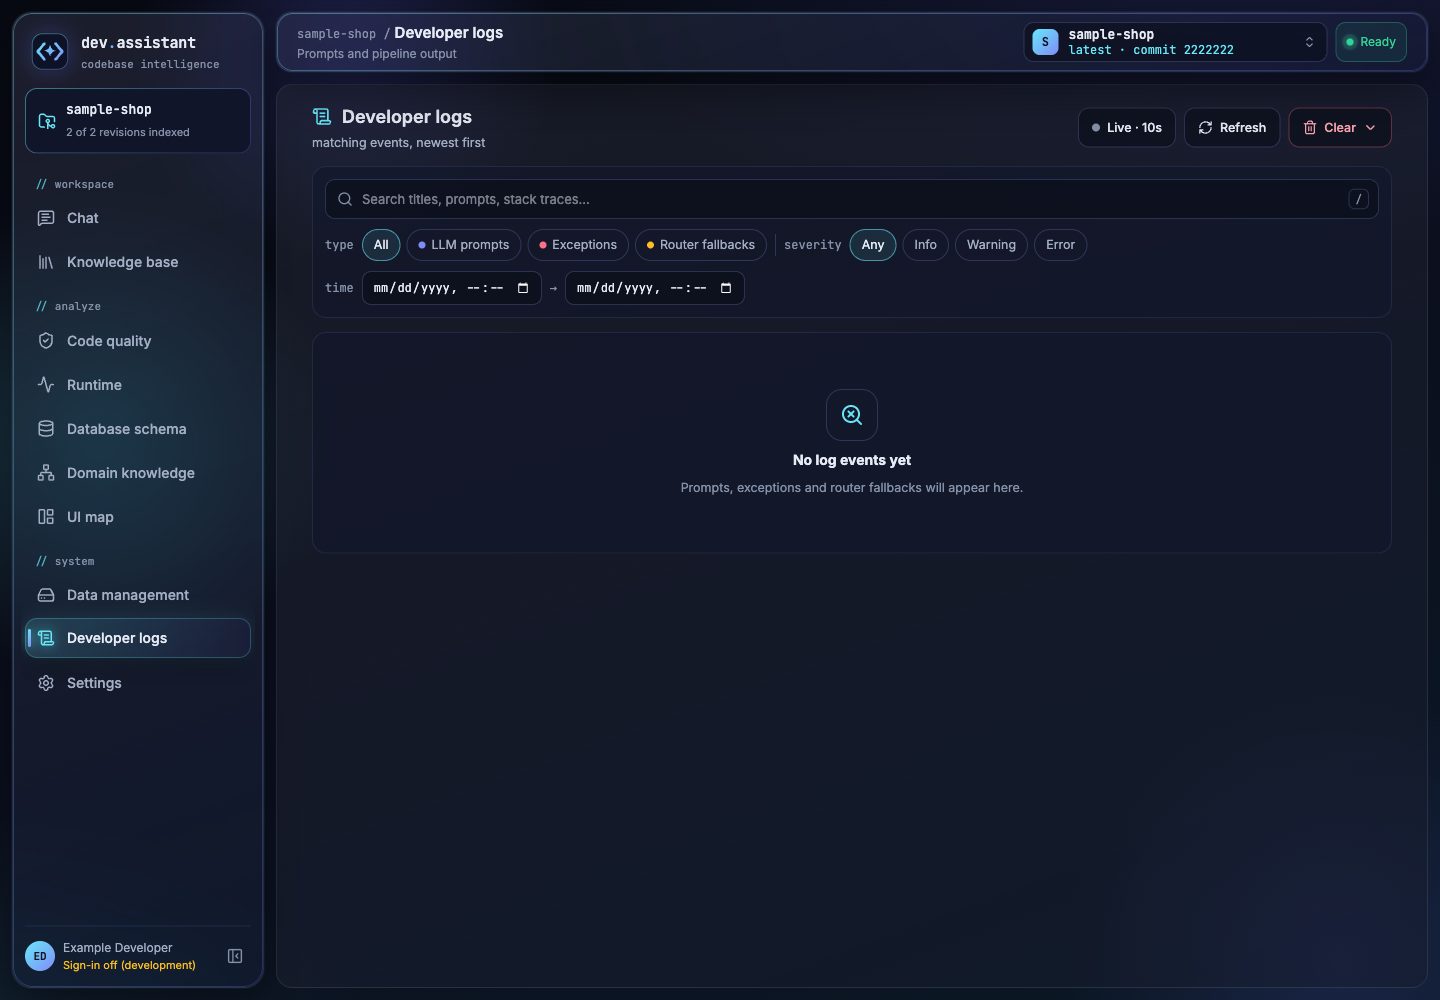 dev.assistant
codebase intelligence
sample-shop
2 of 2 revisions indexed
// workspace
Chat
Knowledge base
// analyze
Code quality
Runtime
Database schema
Domain knowledge
UI map
// system
Data management
Developer logs
Settings
ED
Example Developer
Sign-in off (development)
sample-shop / Developer logs
Prompts and pipeline output
S
sample-shop
latest · commit 2222222
Ready
Developer logs
matching events, newest first
Live · 10s
Refresh
Clear
Search titles, prompts, stack traces...
/
type All LLM prompts Exceptions Router fallbacks severity Any Info Warning Error
time mm/dd/yyyy, --:-- → mm/dd/yyyy, --:--
No log events yet
Prompts, exceptions and router fallbacks will appear here.